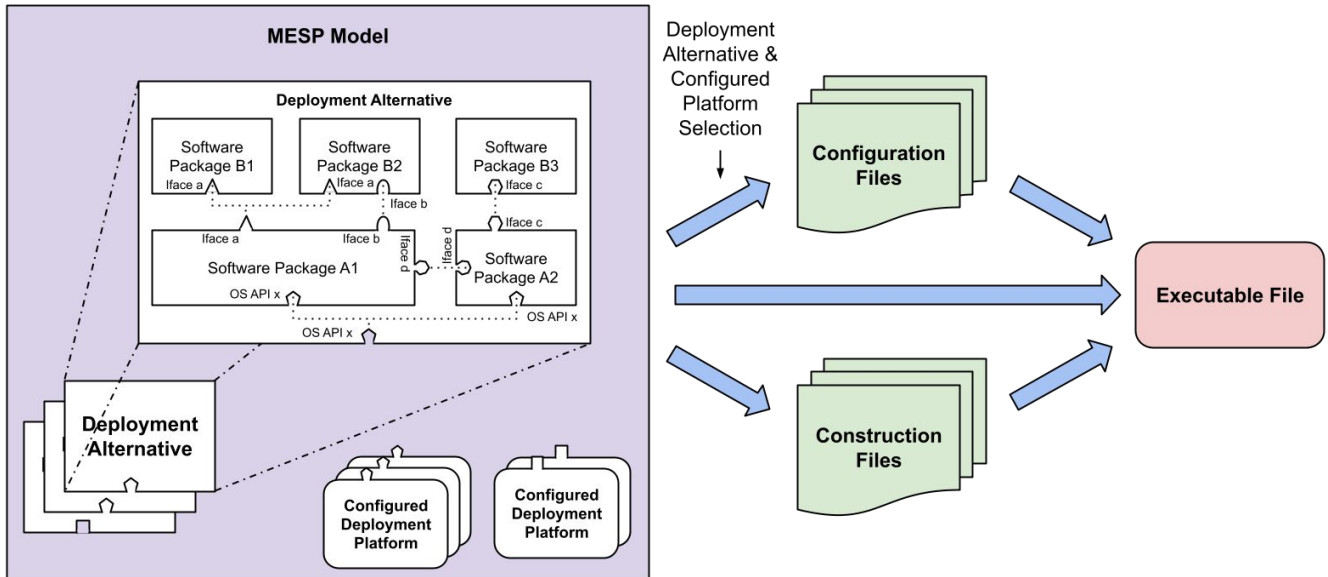 MESP Model
Deployment Alternative
Software
Package B1
Iface a
Software
Package B2
Iface a
Iface b
Software
Package B3
Iface c
Iface c
Iface a
Iface b
Iface d
Iface d
Software Package A1
OS API x
Software
Package A2
OS API x
OS API x
Deployment
Alternative
Configured
Deployment
Platform
Configured
Deployment
Platform
Deployment
Alternative &
Configured
Platform
Selection
Configuration
Files
Construction
Files
Executable File